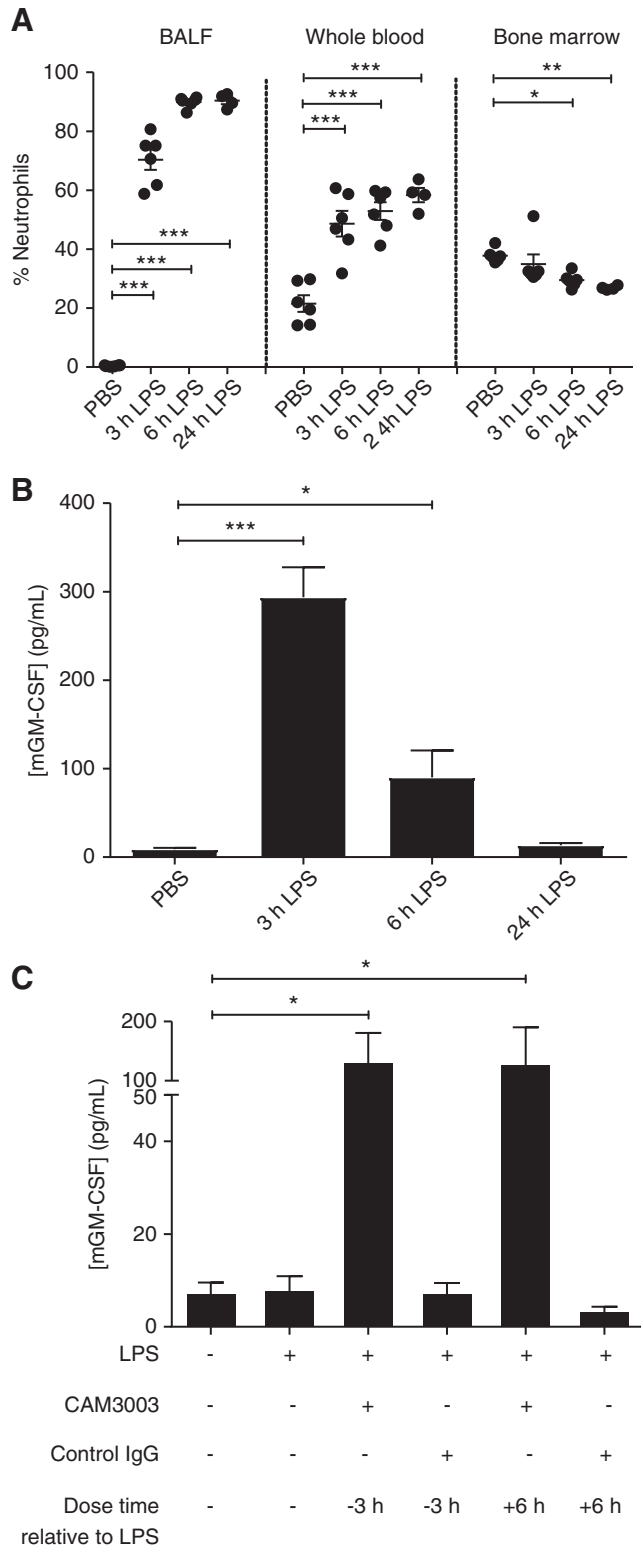 A
BALF Whole blood Bone marrow
100
80
60
40
20
0
% Neutrophils
*** *** ***
*** *** ***
** *
PBS 3 h LPS 6 h LPS 24 h LPS
PBS 3 h LPS 6 h LPS 2 4h LPS
PBS 3 h LPS 6 h LPS 24 h LPS
B
*
***
400
300
200
100
0
[mGM-CSF] (pg/mL)
PBS 3 h LPS 6 h LPS 24 h LPS
C
*
*
200
100
50
40
20
0
[mGM-CSF] (pg/mL)
LPS - + + + + +
CAM3003 - - + - + -
Control IgG - - - + - +
Dose time - - -3 h -3 h +6 h +6 h
relative to LPS